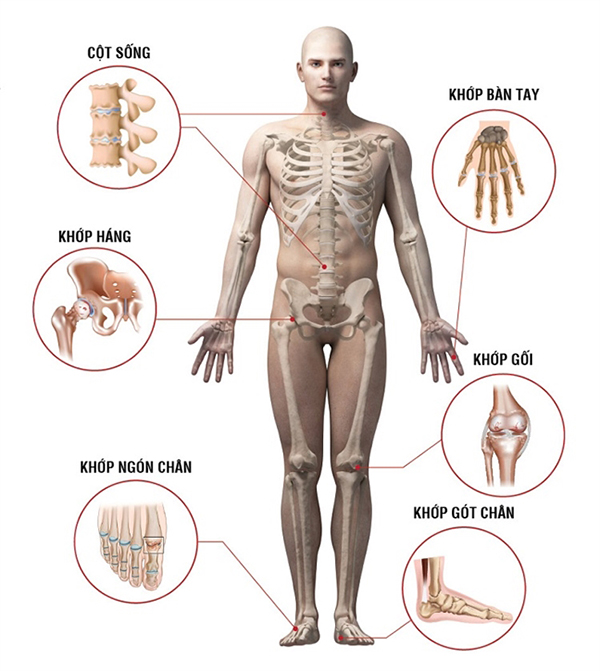 CỘT SỐNG
KHỚP BÀN TAY
KHỚP HÁNG
KHỚP GỐI
KHỚP NGÓN CHÂN
KHỚP GÓT CHÂN